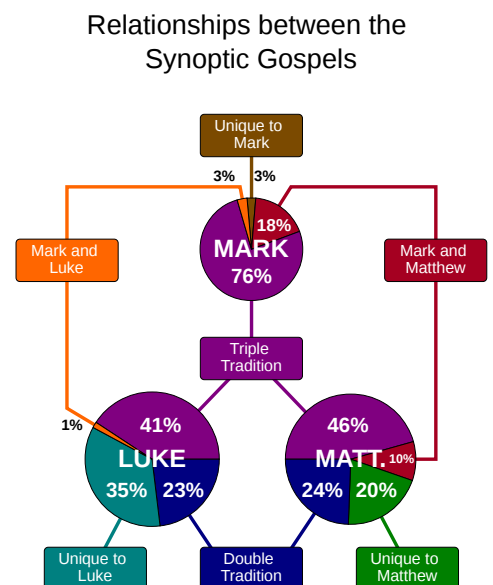 Relationships between the
Synoptic Gospels
Unique to
Mark
3%
3%
18%
MARK
76%
Mark and
Luke
Mark and
Matthew
Triple
Tradition
1%
41%
LUKE
35%
23%
46%
MATT.
10%
24%
20%
Unique to
Luke
Double
Tradition
Unique to
Matthew